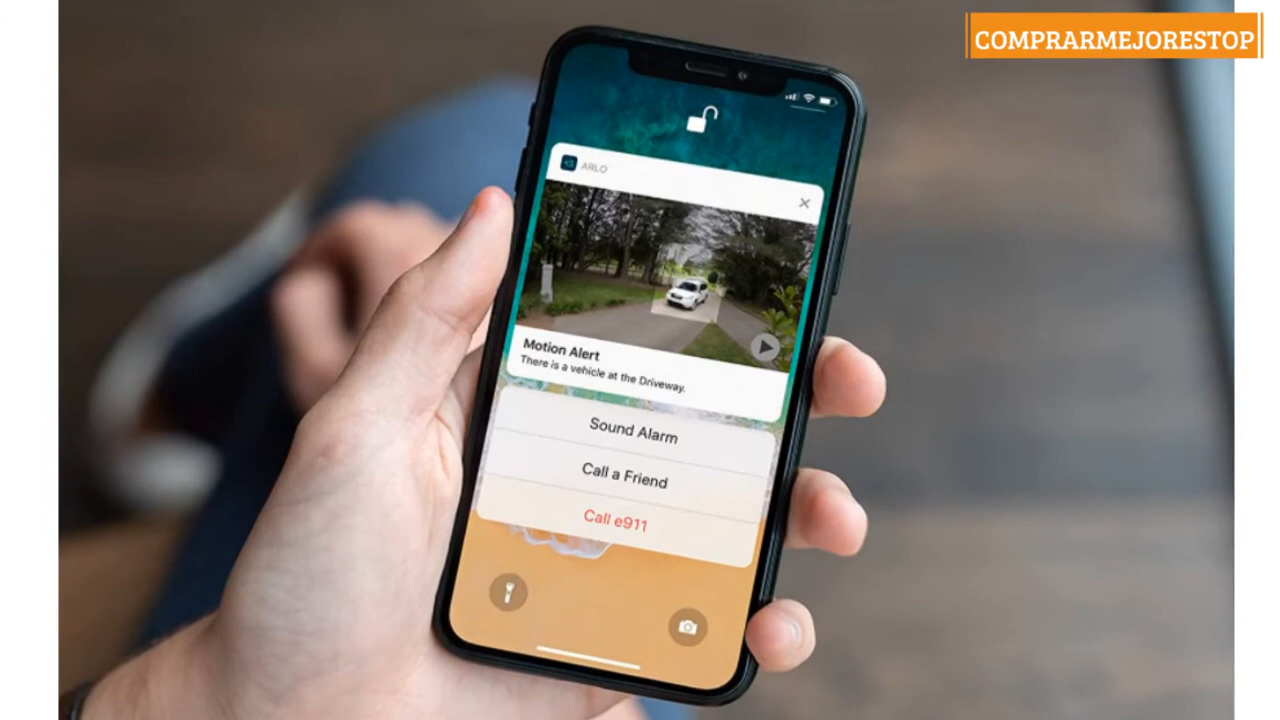 COMPRARMEJORESTOP
ARLO
Motion Alert
There is a vehicle at the Driveway.
Sound Alarm
Call a Friend
Call e911